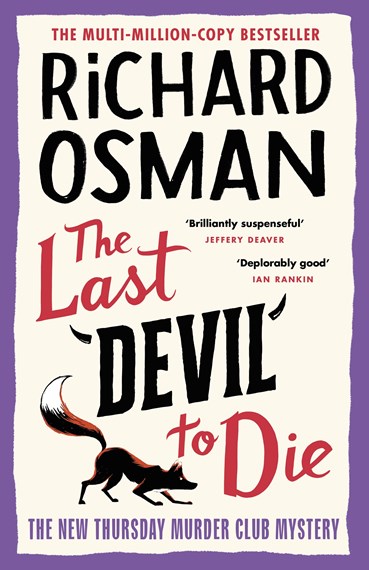 THE MULTI-MILLION-COPY BESTSELLER
RiCHARD
OSMAN
The
Last
'Brilliantly suspenseful'
JEFFERY DEAVER
'Deplorably good'
IAN RANKIN
'DEVIL'
to Die
THE NEW THURSDAY MURDER CLUB MYSTERY